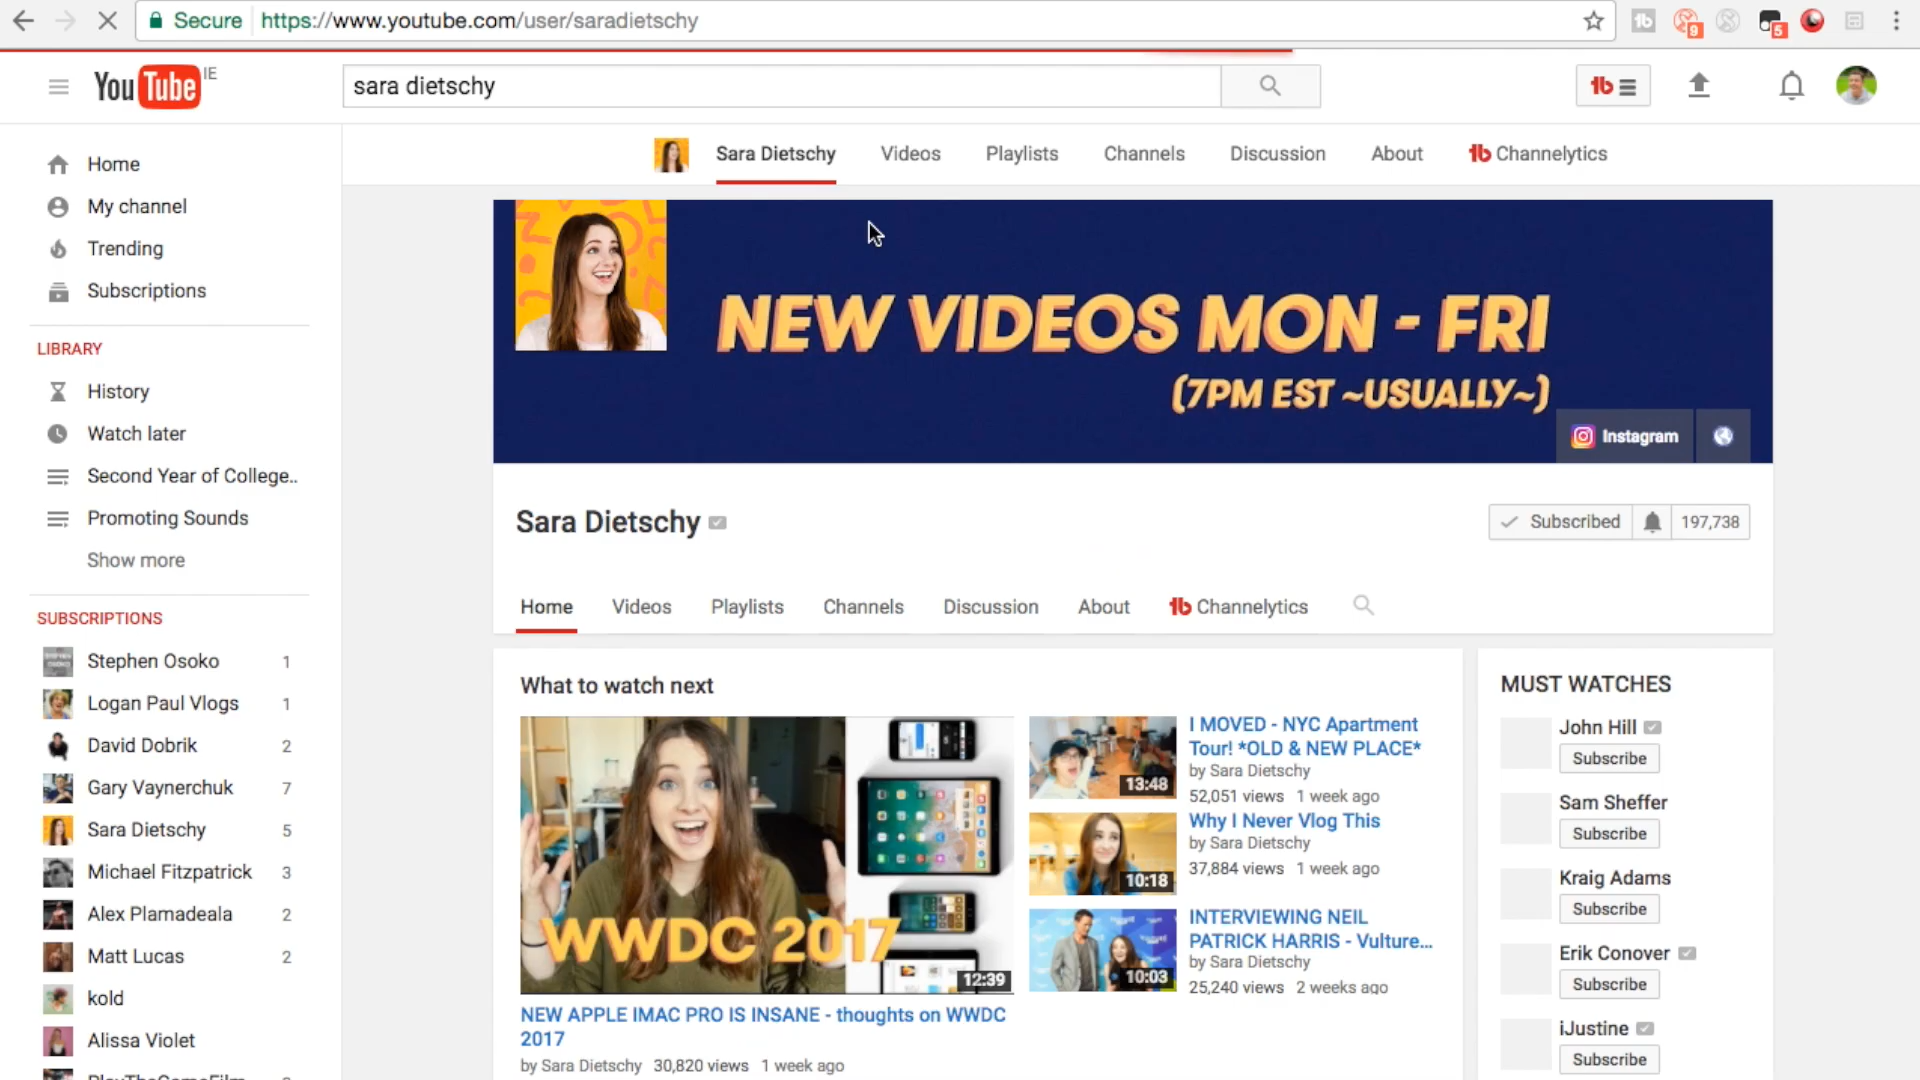 Secure https://www.youtube.com/user/saradietschy
9
5
YouTube IE
sara dietschy
Sara Dietschy Videos Playlists Channels Discussion About Channelytics
Home
My channel
Trending
Subscriptions
LIBRARY
History
Watch later
Second Year of College..
Promoting Sounds
Show more
SUBSCRIPTIONS
Stephen Osoko 1
Logan Paul Vlogs 1
David Dobrik 2
Gary Vaynerchuk 7
Sara Dietschy 5
Michael Fitzpatrick 3
Alex Plamadeala 2
Matt Lucas 2
kold
Alissa Violet
NEW VIDEOS MON - FRI
(7PM EST ~USUALLY~)
Instagram
Sara Dietschy
Subscribed 197,738
Home Videos Playlists Channels Discussion About Channelytics
What to watch next
WWDC 2017
12:39
NEW APPLE IMAC PRO IS INSANE - thoughts on WWDC
2017
by Sara Dietschy 30,820 views 1 week ago
13:48
I MOVED - NYC Apartment
Tour! *OLD & NEW PLACE*
by Sara Dietschy
52,051 views 1 week ago
10:18
Why I Never Vlog This
by Sara Dietschy
37,884 views 1 week ago
10:03
INTERVIEWING NEIL
PATRICK HARRIS - Vulture...
by Sara Dietschy
25,240 views 2 weeks ago
MUST WATCHES
John Hill
Subscribe
Sam Sheffer
Subscribe
Kraig Adams
Subscribe
Erik Conover
Subscribe
iJustine
Subscribe